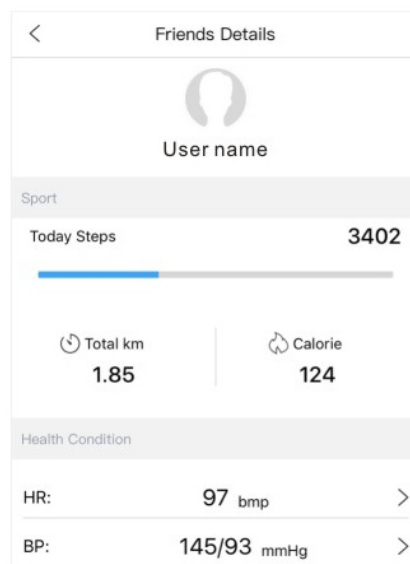 Friends Details
User name
Sport
Today Steps 3402
Total km Calorie
1.85 124
Health Condition
HR: 97 bmp
BP: 145/93 mmHg